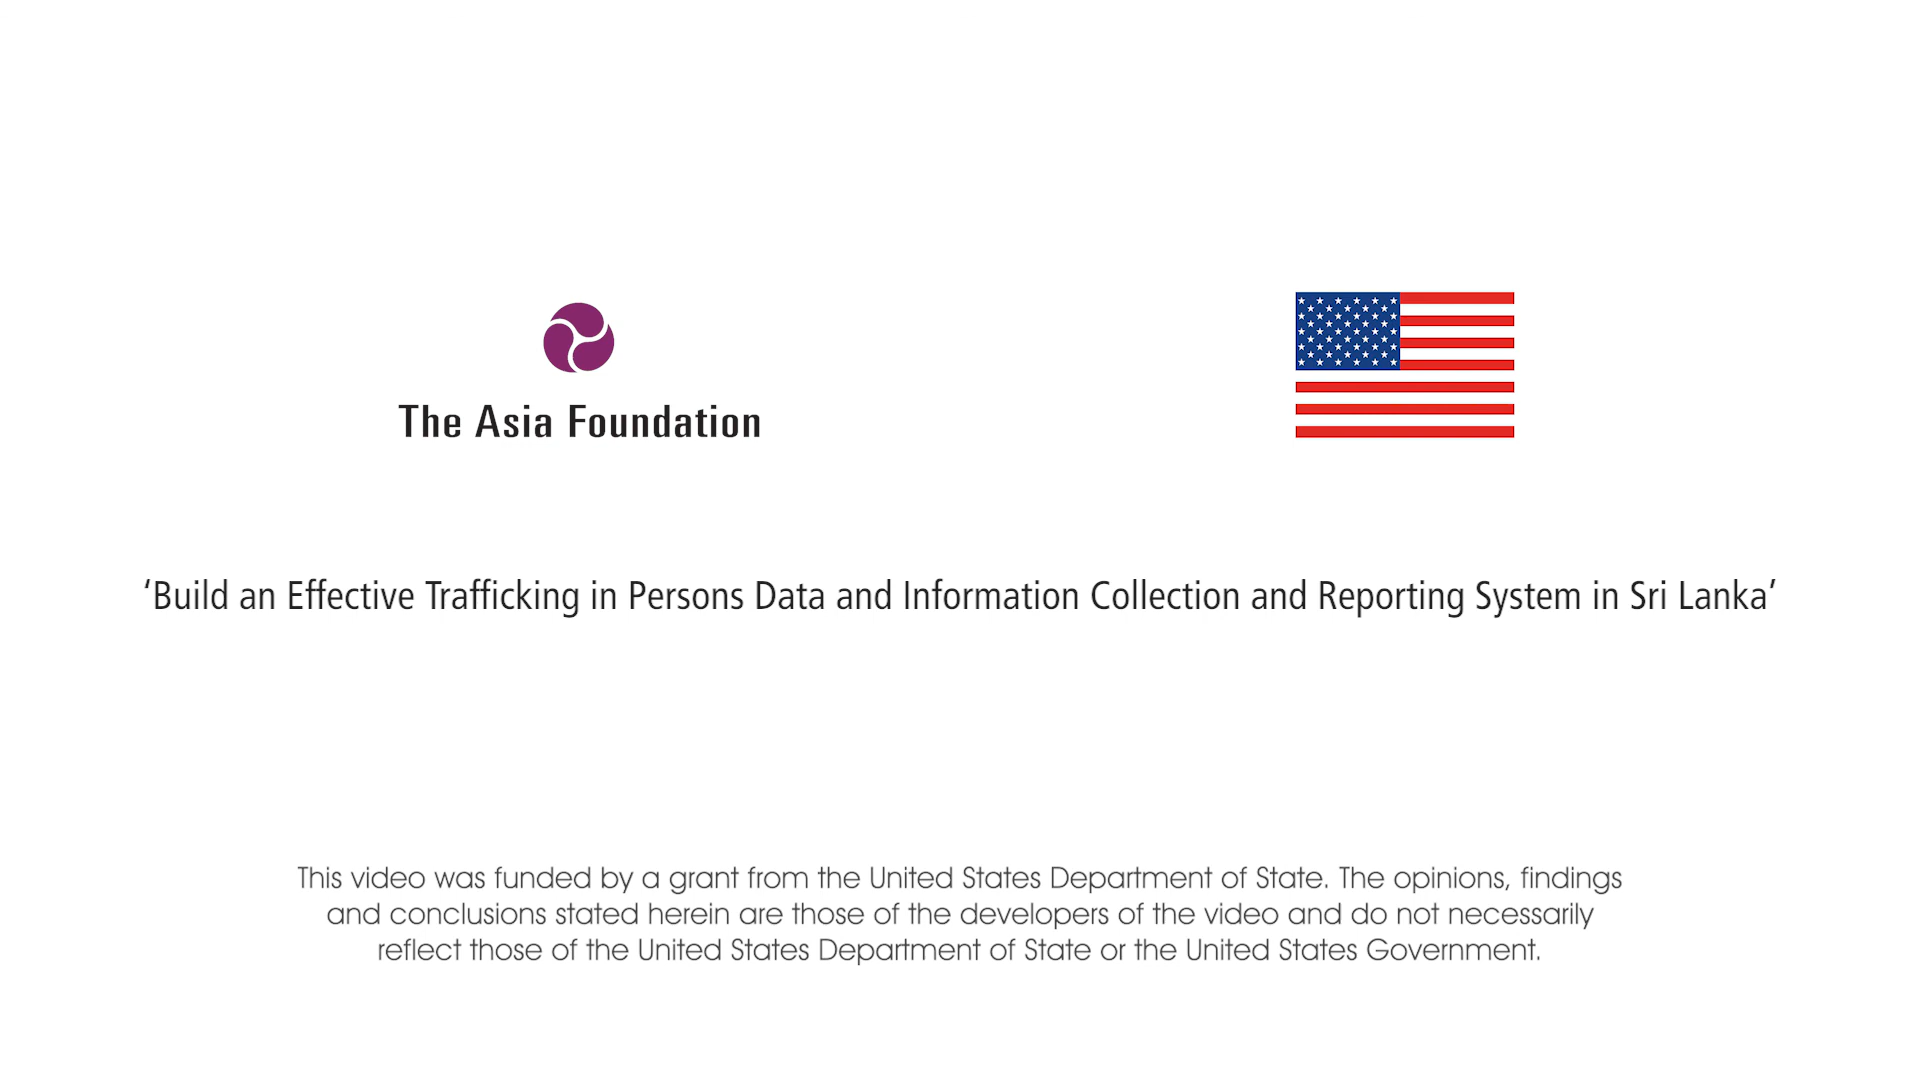 The Asia Foundation
‘Build an Effective Trafficking in Persons Data and Information Collection and Reporting System in Sri Lanka’
This video was funded by a grant from the United States Department of State. The opinions, findings
and conclusions stated herein are those of the developers of the video and do not necessarily
reflect those of the United States Department of State or the United States Government.